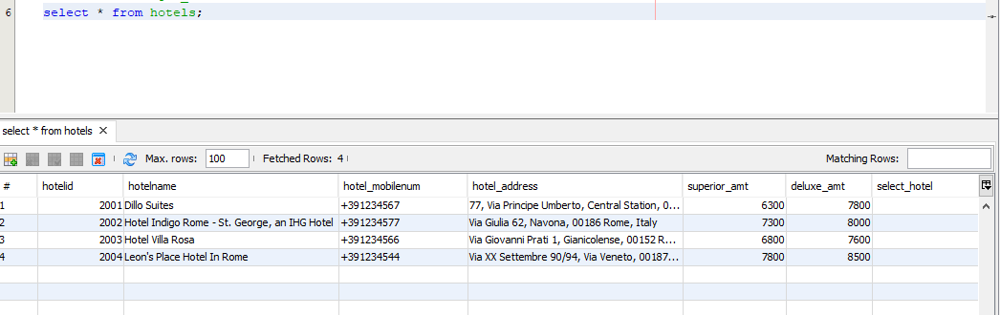 6 select * from hotels;
select * from hotels
Max. rows: 100 Fetched Rows: 4 Matching Rows:
# hotelid hotelname hotel_mobilenum hotel_address superior_amt deluxe_amt select_hotel
1 2001 Dillo Suites +391234567 77, Via Principe Umberto, Central Station, 0... 6300 7800
2 2002 Hotel Indigo Rome - St. George, an IHG Hotel +391234577 Via Giulia 62, Navona, 00186 Rome, Italy 7300 8000
3 2003 Hotel Villa Rosa +391234566 Via Giovanni Prati 1, Gianicolense, 00152 R... 6800 7600
4 2004 Leon's Place Hotel In Rome +391234544 Via XX Settembre 90/94, Via Veneto, 00187... 7800 8500